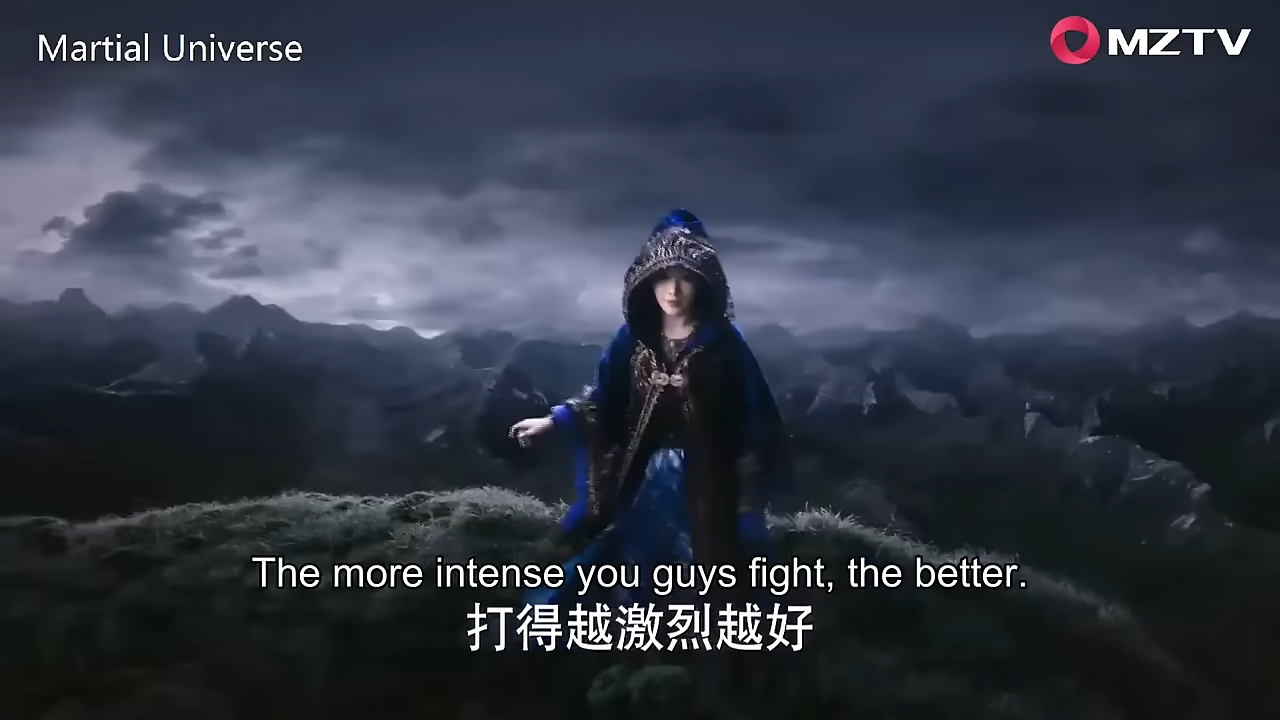 Martial Universe
MZTV
The more intense you guys fight, the better.
打得越激烈越好